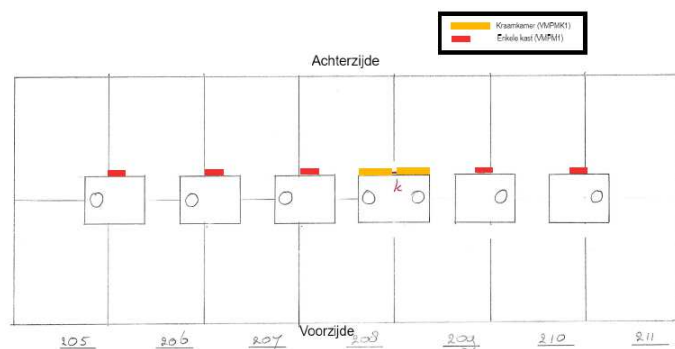 Kraamkamer (VMPMK1)
Enkele kast (VMPM1)
Achterzijde
k
Voorzijde
205 206 207 208 209 210 211